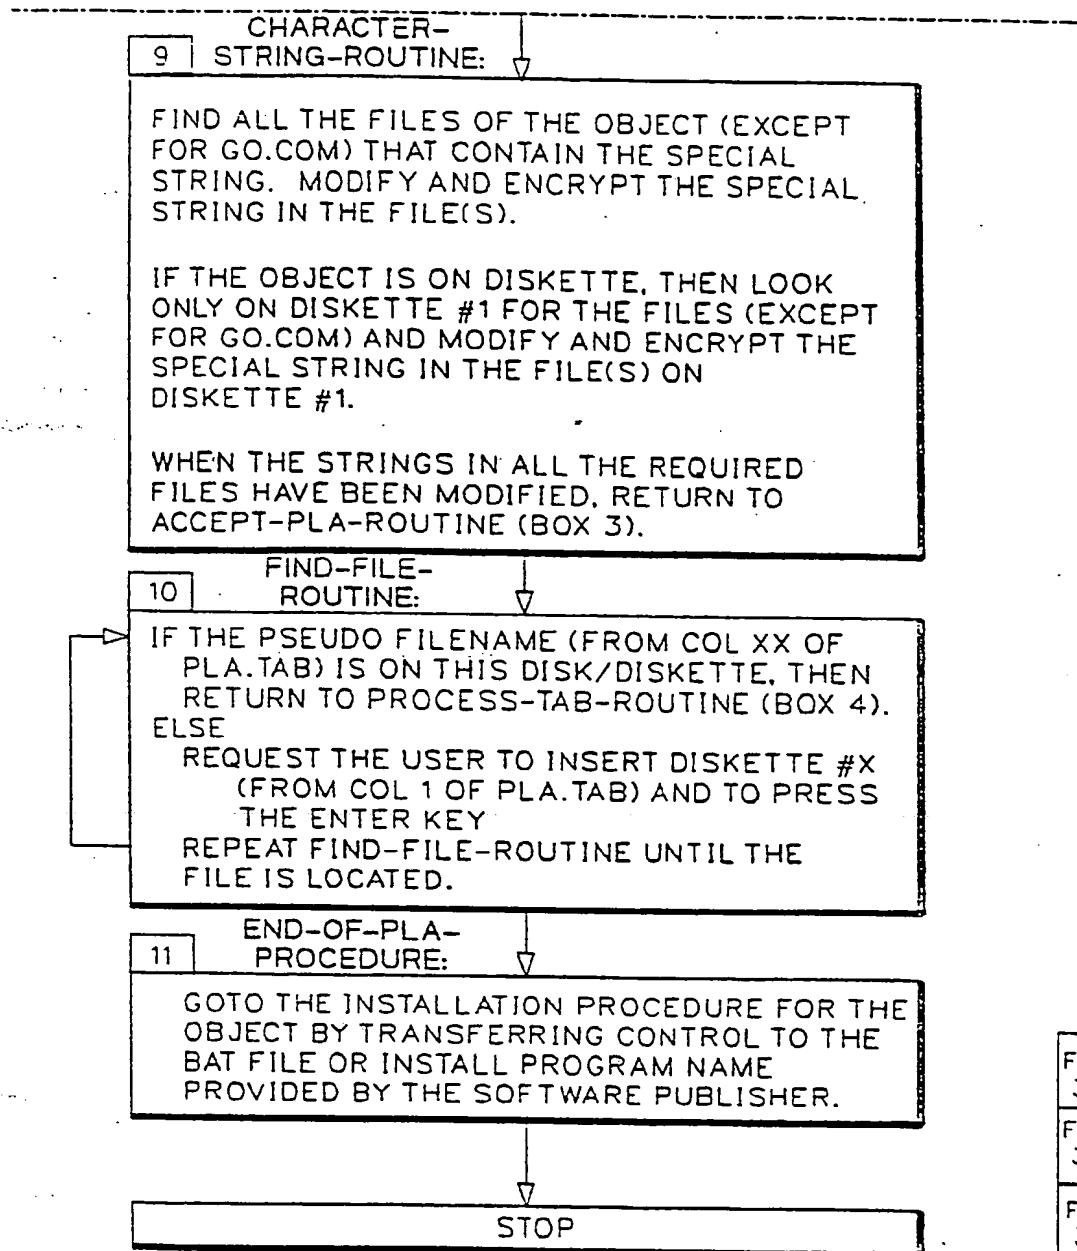 CHARACTER-
9 STRING-ROUTINE:
FIND ALL THE FILES OF THE OBJECT (EXCEPT
FOR GO.COM) THAT CONTAIN THE SPECIAL
STRING. MODIFY AND ENCRYPT THE SPECIAL
STRING IN THE FILE(S).
IF THE OBJECT IS ON DISKETTE, THEN LOOK
ONLY ON DISKETTE #1 FOR THE FILES (EXCEPT
FOR GO.COM) AND MODIFY AND ENCRYPT THE
SPECIAL STRING IN THE FILE(S) ON
DISKETTE #1.
WHEN THE STRINGS IN ALL THE REQUIRED
FILES HAVE BEEN MODIFIED, RETURN TO
ACCEPT-PLA-ROUTINE (BOX 3).
FIND-FILE-
10 ROUTINE:
IF THE PSEUDO FILENAME (FROM COL XX OF
PLA.TAB) IS ON THIS DISK/DISKETTE, THEN
RETURN TO PROCESS-TAB-ROUTINE (BOX 4).
ELSE
REQUEST THE USER TO INSERT DISKETTE #X
(FROM COL 1 OF PLA.TAB) AND TO PRESS
THE ENTER KEY
REPEAT FIND-FILE-ROUTINE UNTIL THE
FILE IS LOCATED.
END-OF-PLA-
11 PROCEDURE:
GOTO THE INSTALLATION PROCEDURE FOR THE
OBJECT BY TRANSFERRING CONTROL TO THE
BAT FILE OR INSTALL PROGRAM NAME
PROVIDED BY THE SOFTWARE PUBLISHER.
STOP
F
F
F